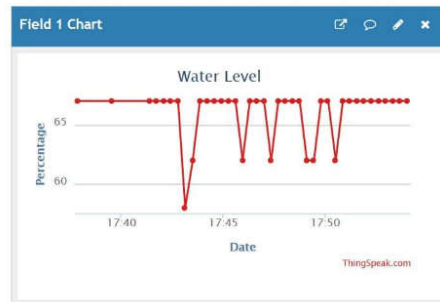 Field 1 Chart
Water Level
Percentage
65
60
17:40 17:45 17:50
Date
ThingSpeak.com